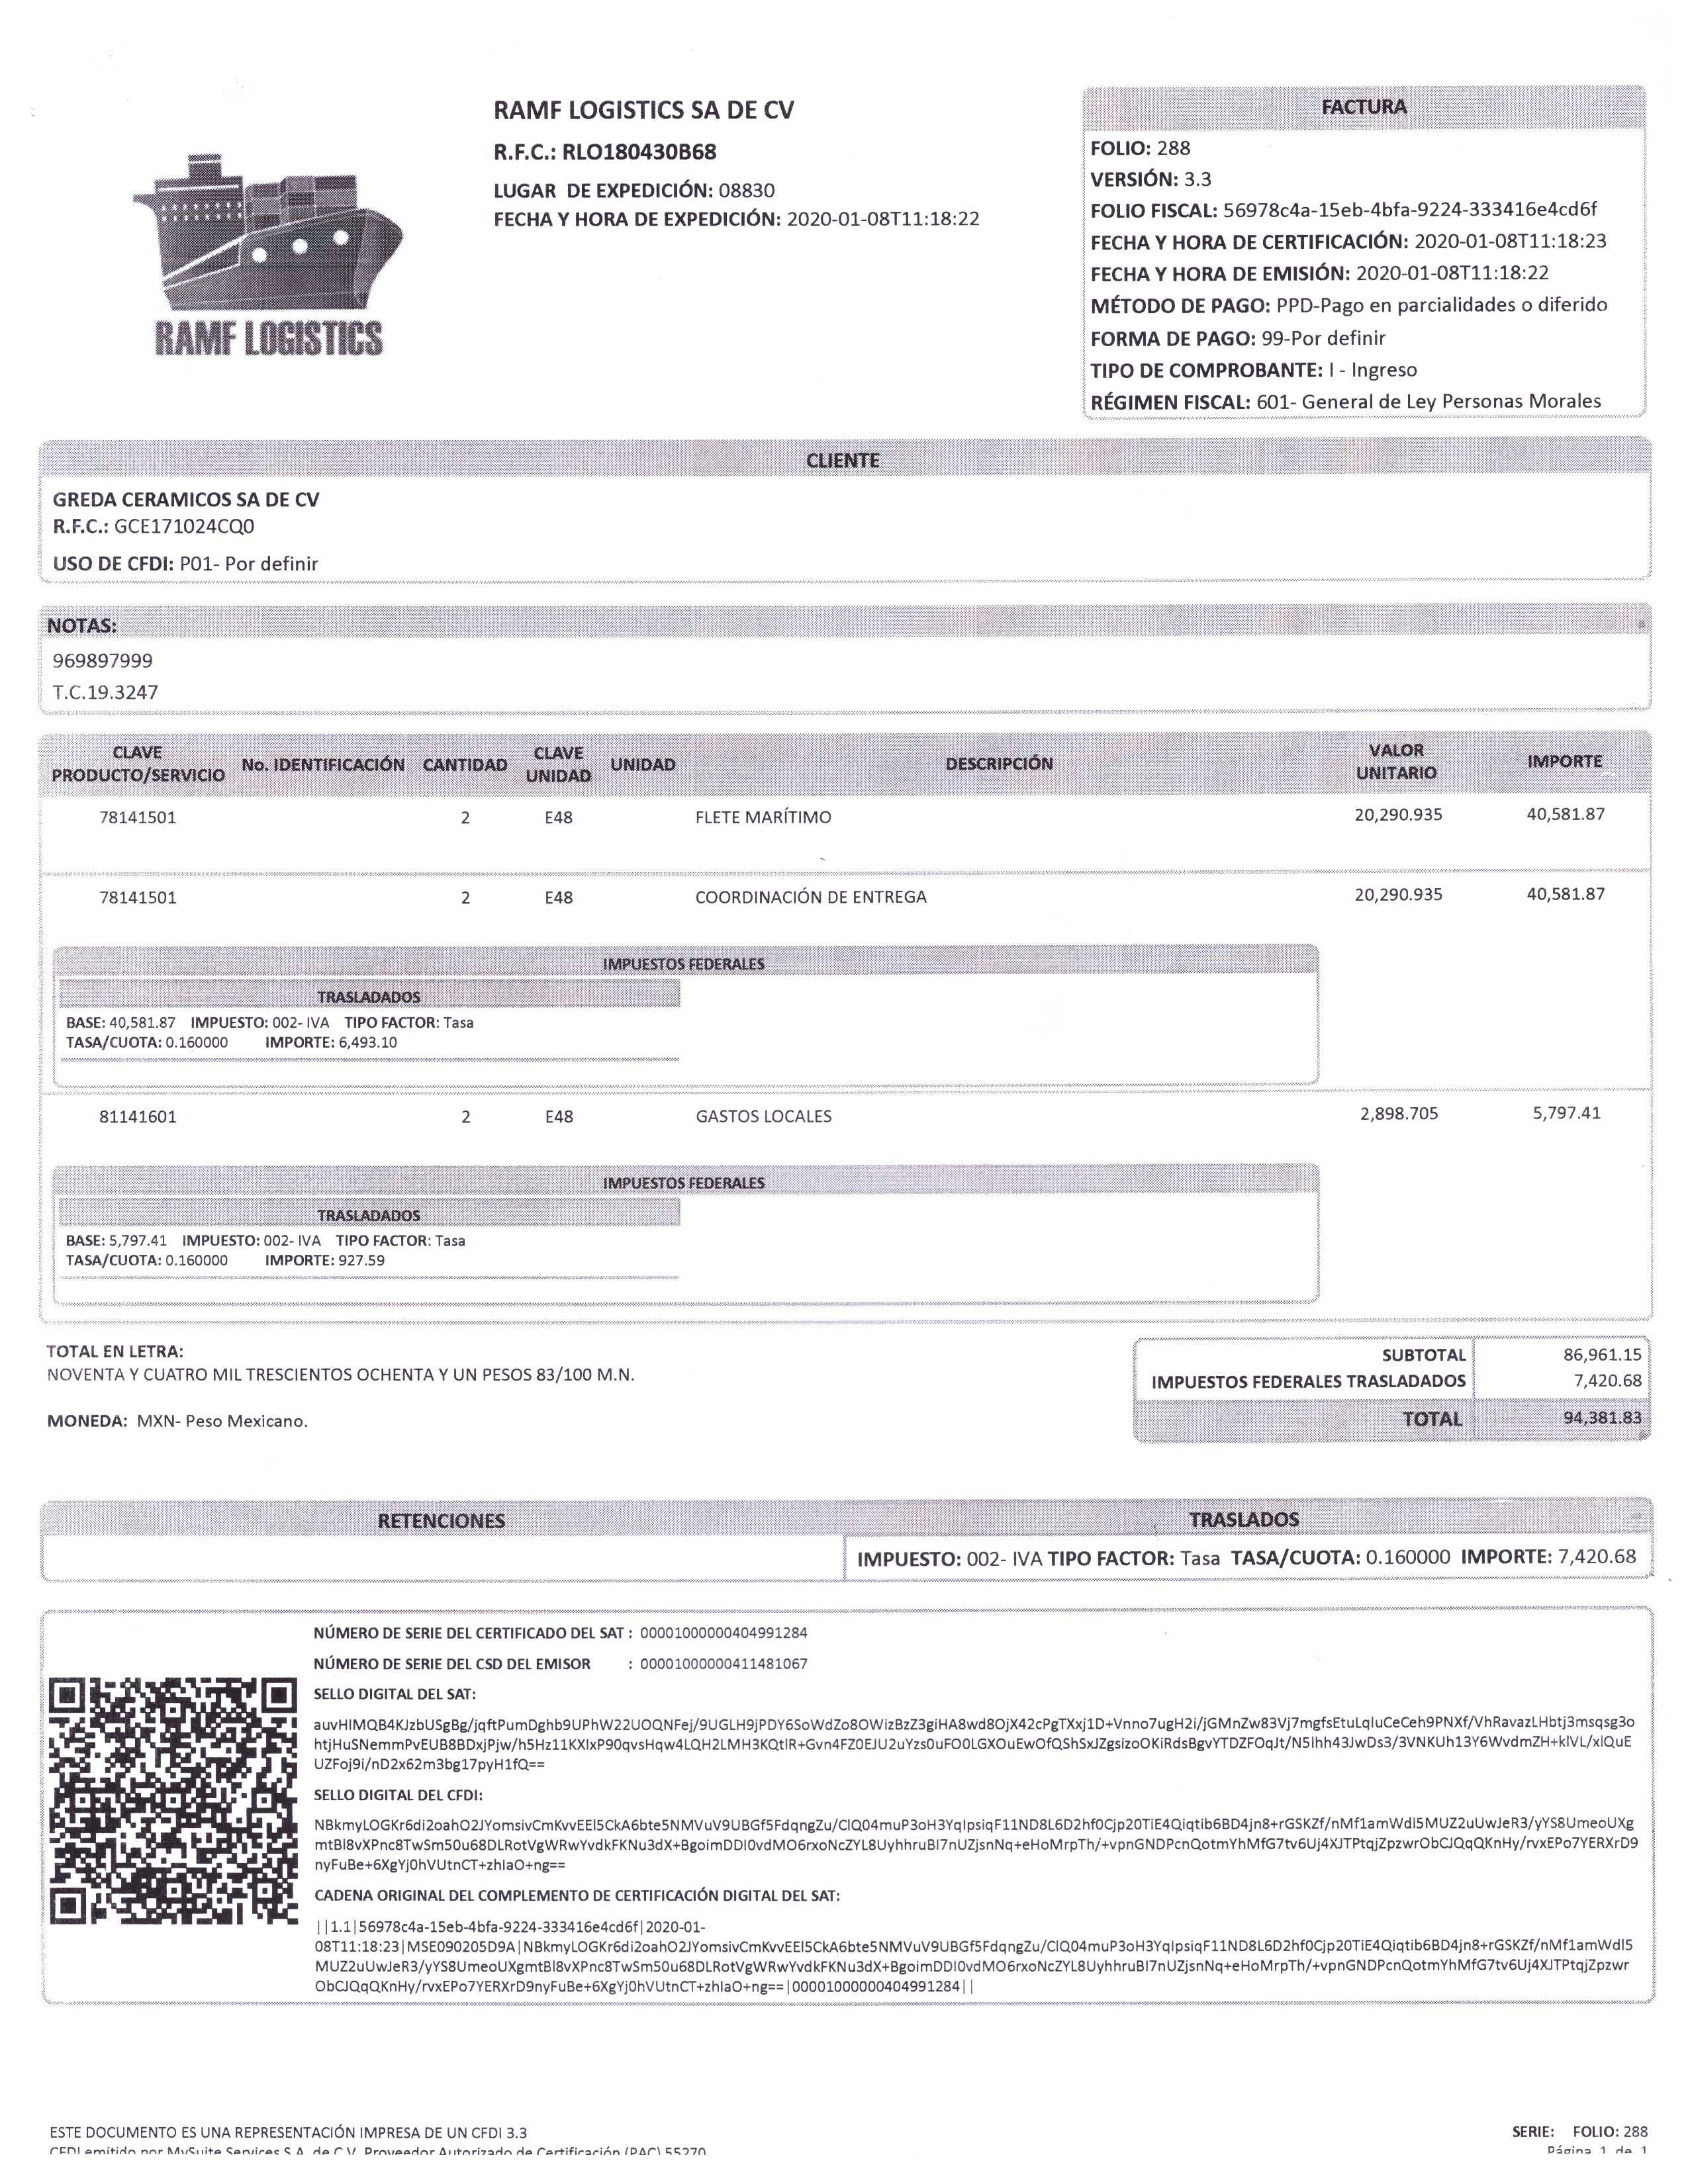 RAMF LOGISTICS SA DE CV
R.F.C.: RLO180430B68
LUGAR DE EXPEDICIÓN: 08830
FECHA Y HORA DE EXPEDICIÓN: 2020-01-08T11:18:22
RAMF LOGISTICS
FACTURA
FOLIO: 288
VERSIÓN: 3.3
FOLIO FISCAL: 56978c4a-15eb-4bfa-9224-333416e4cd6f
FECHA Y HORA DE CERTIFICACIÓN: 2020-01-08T11:18:23
FECHA Y HORA DE EMISIÓN: 2020-01-08T11:18:22
MÉTODO DE PAGO: PPD-Pago en parcialidades o diferido
FORMA DE PAGO: 99-Por definir
TIPO DE COMPROBANTE: I - Ingreso
RÉGIMEN FISCAL: 601- General de Ley Personas Morales
CLIENTE
GREDA CERAMICOS SA DE CV
R.F.C.: GCE171024CQ0
USO DE CFDI: P01- Por definir
NOTAS:
969897999
T.C.19.3247
CLAVE PRODUCTO/SERVICIO No. IDENTIFICACIÓN CANTIDAD CLAVE UNIDAD UNIDAD DESCRIPCIÓN VALOR UNITARIO IMPORTE
78141501 2 E48 FLETE MARÍTIMO 20,290.935 40,581.87
78141501 2 E48 COORDINACIÓN DE ENTREGA 20,290.935 40,581.87
IMPUESTOS FEDERALES
TRASLADADOS
BASE: 40,581.87 IMPUESTO: 002- IVA TIPO FACTOR: Tasa
TASA/CUOTA: 0.160000 IMPORTE: 6,493.10
81141601 2 E48 GASTOS LOCALES 2,898.705 5,797.41
IMPUESTOS FEDERALES
TRASLADADOS
BASE: 5,797.41 IMPUESTO: 002- IVA TIPO FACTOR: Tasa
TASA/CUOTA: 0.160000 IMPORTE: 927.59
TOTAL EN LETRA:
NOVENTA Y CUATRO MIL TRESCIENTOS OCHENTA Y UN PESOS 83/100 M.N.
MONEDA: MXN- Peso Mexicano.
SUBTOTAL 86,961.15
IMPUESTOS FEDERALES TRASLADADOS 7,420.68
TOTAL 94,381.83
RETENCIONES TRASLADOS
IMPUESTO: 002- IVA TIPO FACTOR: Tasa TASA/CUOTA: 0.160000 IMPORTE: 7,420.68
NÚMERO DE SERIE DEL CERTIFICADO DEL SAT : 00001000000404991284
NÚMERO DE SERIE DEL CSD DEL EMISOR : 00001000000411481067
SELLO DIGITAL DEL SAT:
auvHIMQB4KJzbUSgBg/jqftPumDghb9UPhW22UOQNFej/9UGLH9jPDY6SoWdZo8OWizBzZ3giHA8wd8OjX42cPgTXxj1D+Vnno7ugH2i/jGMnZw83Vj7mgfsEtuLqluCeCeh9PNXf/VhRavazLHbtj3msqsg3o
htjHuSNemmPvEUB8BDxjPjw/h5Hz11KXlxP90qvsHqw4LQH2LMH3KQtlR+Gvn4FZ0EJU2uYzs0uFO0LGXOuEwOfQShSxJZgsizoOKiRdsBgvYTDZFOqJt/N5lhh43JwDs3/3VNKUh13Y6WvdmZH+klVL/xlQuE
UZFoj9i/nD2x62m3bg17pyH1fQ==
SELLO DIGITAL DEL CFDI:
NBkmyLOGKr6di2oahO2JYomsivCmKvvEEl5CkA6bte5NMVuV9UBGf5FdqngZu/ClQ04muP3oH3YqIpsiqF11ND8L6D2hf0Cjp20TiE4Qiqtib6BD4jn8+rGSKZf/nMf1amWdl5MUZ2uUwJeR3/yYS8UmeoUXg
mtBl8vXPnc8TwSm50u68DLRotVgWRwYvdkFKNu3dX+BgoimDDI0vdMO6rxoNcZYL8UyhhruBl7nUZjsnNq+eHoMrpTh/+vpnGNDPcnQotmYhMfG7tv6Uj4XJTPtqjZpzwrObCJQqQKnHy/rvxEPo7YERXrD9
nyFuBe+6XgYj0hVUtnCT+zhIaO+ng==
CADENA ORIGINAL DEL COMPLEMENTO DE CERTIFICACIÓN DIGITAL DEL SAT:
||1.1|56978c4a-15eb-4bfa-9224-333416e4cd6f|2020-01-
08T11:18:23|MSE090205D9A|NBkmyLOGKr6di2oahO2JYomsivCmKvvEEl5CkA6bte5NMVuV9UBGf5FdqngZu/ClQ04muP3oH3YqIpsiqF11ND8L6D2hf0Cjp20TiE4Qiqtib6BD4jn8+rGSKZf/nMf1amWdl5
MUZ2uUwJeR3/yYS8UmeoUXgmtBl8vXPnc8TwSm50u68DLRotVgWRwYvdkFKNu3dX+BgoimDDI0vdMO6rxoNcZYL8UyhhruBl7nUZjsnNq+eHoMrpTh/+vpnGNDPcnQotmYhMfG7tv6Uj4XJTPtqjZpzwr
ObCJQqQKnHy/rvxEPo7YERXrD9nyFuBe+6XgYj0hVUtnCT+zhIaO+ng==|00001000000404991284||
ESTE DOCUMENTO ES UNA REPRESENTACIÓN IMPRESA DE UN CFDI 3.3
CFDI emitido por MySuite Services S.A. de C.V. Proveedor Autorizado de Certificación (PAC) 55270
SERIE: FOLIO: 288
Página 1 de 1